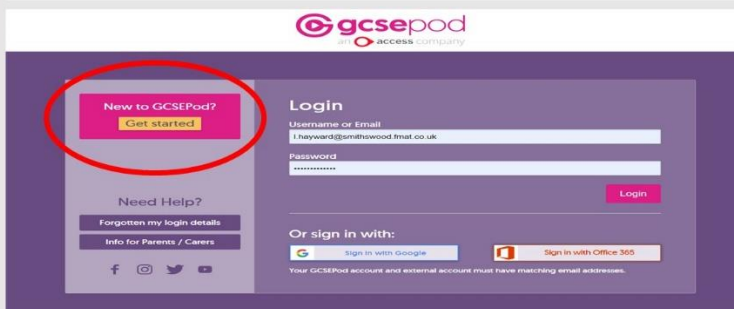 gcsepod
an access company
New to GCSEPod?
Get started
Need Help?
Forgotten my login details
Info for Parents / Carers
Login
Username or Email
l.hayward@smithswood.fmat.co.uk
Password
•••••••••••••
Login
Or sign in with:
Sign in with Google
Sign in with Office 365
Your GCSEPod account and external account must have matching email addresses.